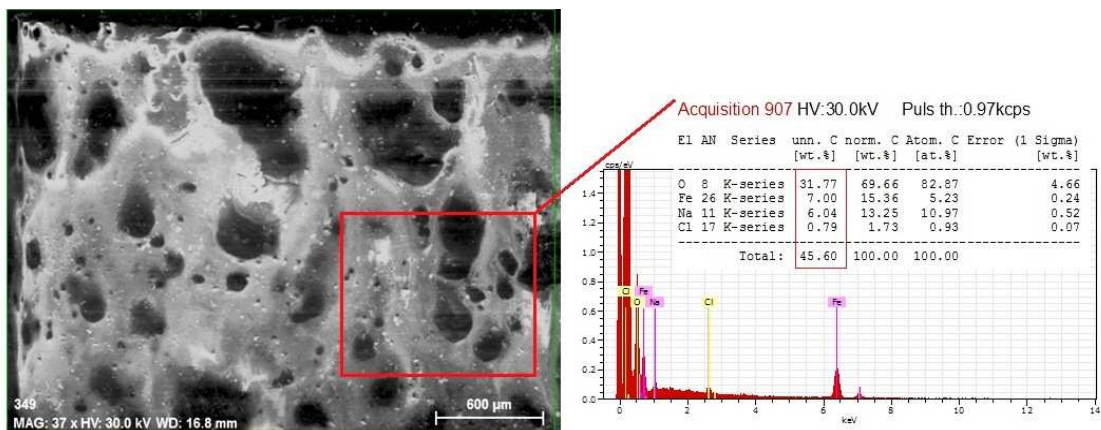 349
MAG: 37 x HV: 30.0 kV WD: 16.8 mm
600 µm
Acquisition 907 HV:30.0kV Puls th.:0.97kcps
El AN Series unn. C norm. C Atom. C Error (1 Sigma)
[wt.%] [wt.%] [at.%] [wt.%]
O 8 K-series 31.77 69.66 82.87 4.66
Fe 26 K-series 7.00 15.36 5.23 0.24
Na 11 K-series 6.04 13.25 10.97 0.52
Cl 17 K-series 0.79 1.73 0.93 0.07
Total: 45.60 100.00 100.00
cps/eV
1.4
1.2
1.0
0.8
0.6
0.4
0.2
0.0
Cl Fe
O Na Cl Fe
0 2 4 6 8 10 12 14
keV